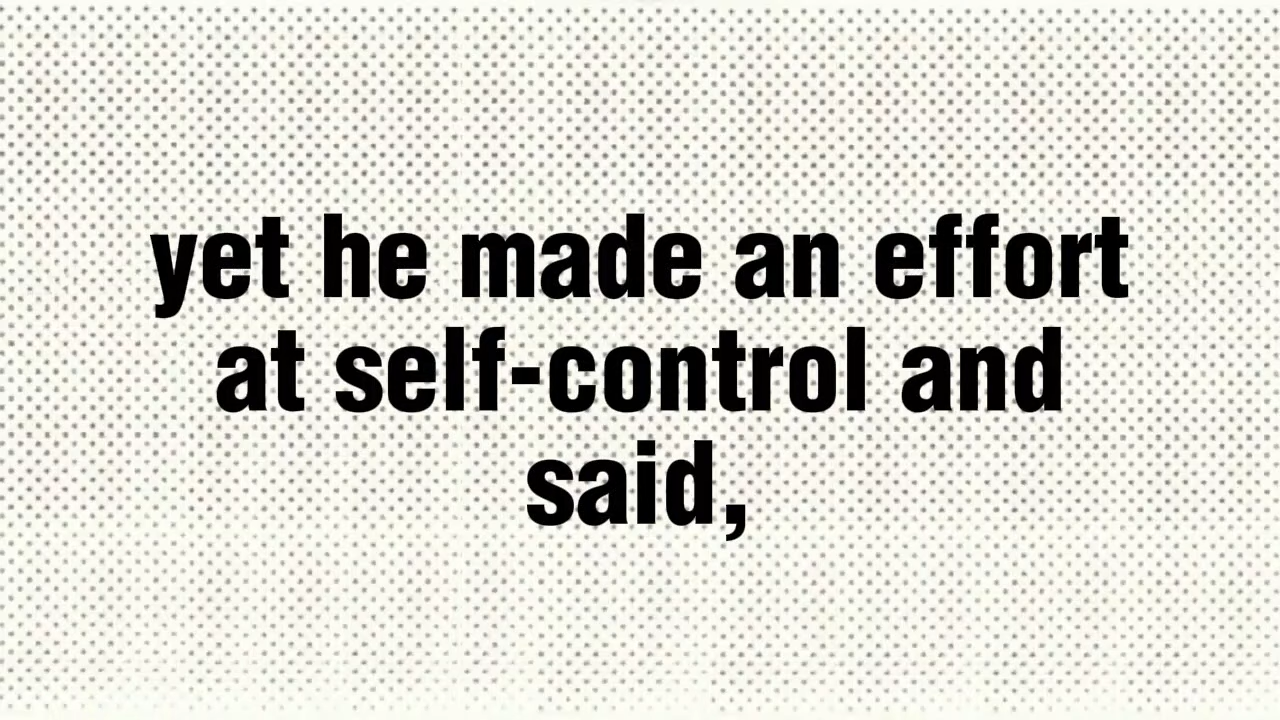 yet he made an effort
at self-control and
said,